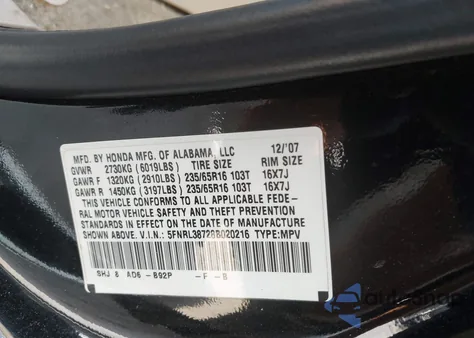 MFD. BY HONDA MFG. OF ALABAMA, LLC 12/'07
GVWR 2730KG (6019LBS) TIRE SIZE RIM SIZE
GAWR F 1320KG (2910LBS) 235/65R16 103T 16X7J
GAWR R 1450KG (3197LBS) 235/65R16 103T 16X7J
THIS VEHICLE CONFORMS TO ALL APPLICABLE FEDE-
RAL MOTOR VEHICLE SAFETY AND THEFT PREVENTION
STANDARDS IN EFFECT ON THE DATE OF MANUFACTURE
SHOWN ABOVE. V.I.N.: 5FNRL38728B020216 TYPE:MPV
SHJ 8 AD6 -B92P -F -B